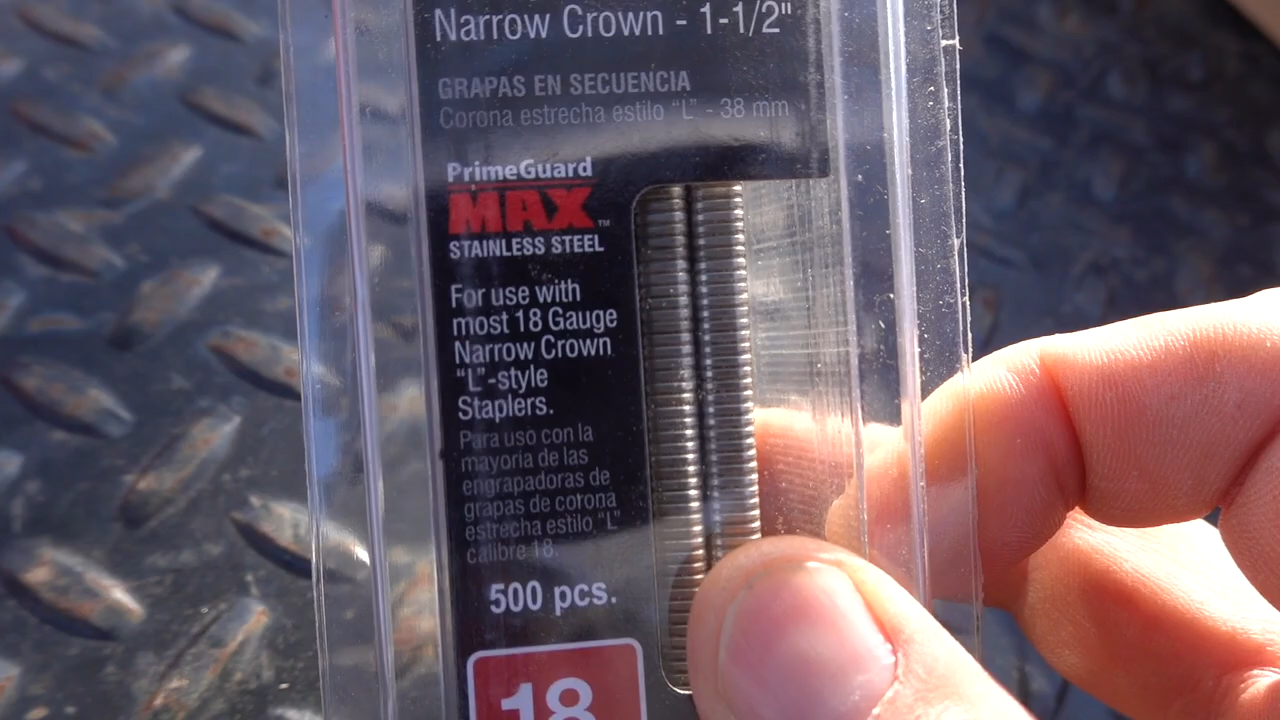 Narrow Crown - 1-1/2"
GRAPAS EN SECUENCIA
Corona estrecha estilo “L” - 38 mm
PrimeGuard
MAX™
STAINLESS STEEL
For use with
most 18 Gauge
Narrow Crown
“L”-style
Staplers.
Para uso con la
mayoría de las
engrapadoras de
grapas de corona
estrecha estilo “L”
calibre 18.
500 pcs.
18